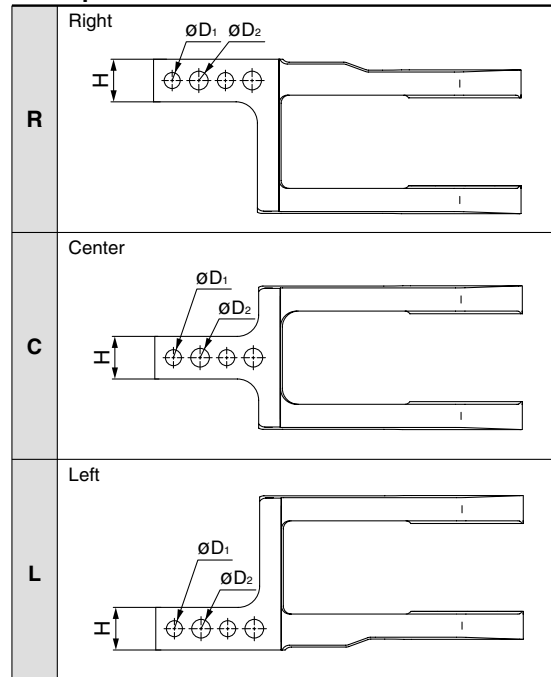 R
Right
øD₁ øD₂
H
C
Center
øD₁
øD₂
H
L
Left
øD₁
øD₂
H